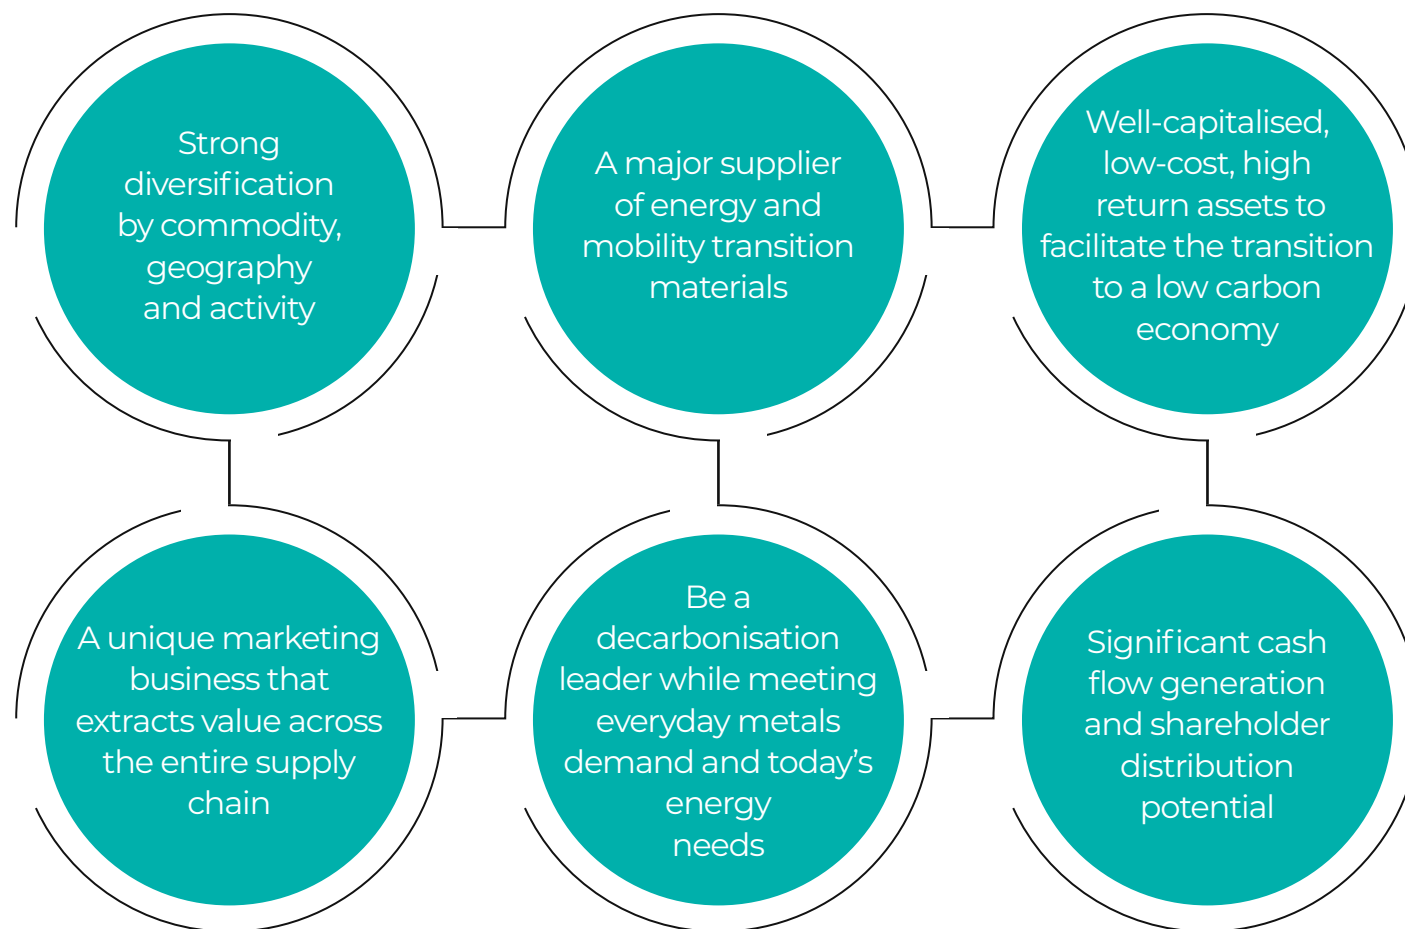 Strong
diversification
by commodity,
geography
and activity
A major supplier
of energy and
mobility transition
materials
Well-capitalised,
low-cost, high
return assets to
facilitate the transition
to a low carbon
economy
A unique marketing
business that
extracts value across
the entire supply
chain
Be a
decarbonisation
leader while meeting
everyday metals
demand and today’s
energy
needs
Significant cash
flow generation
and shareholder
distribution
potential